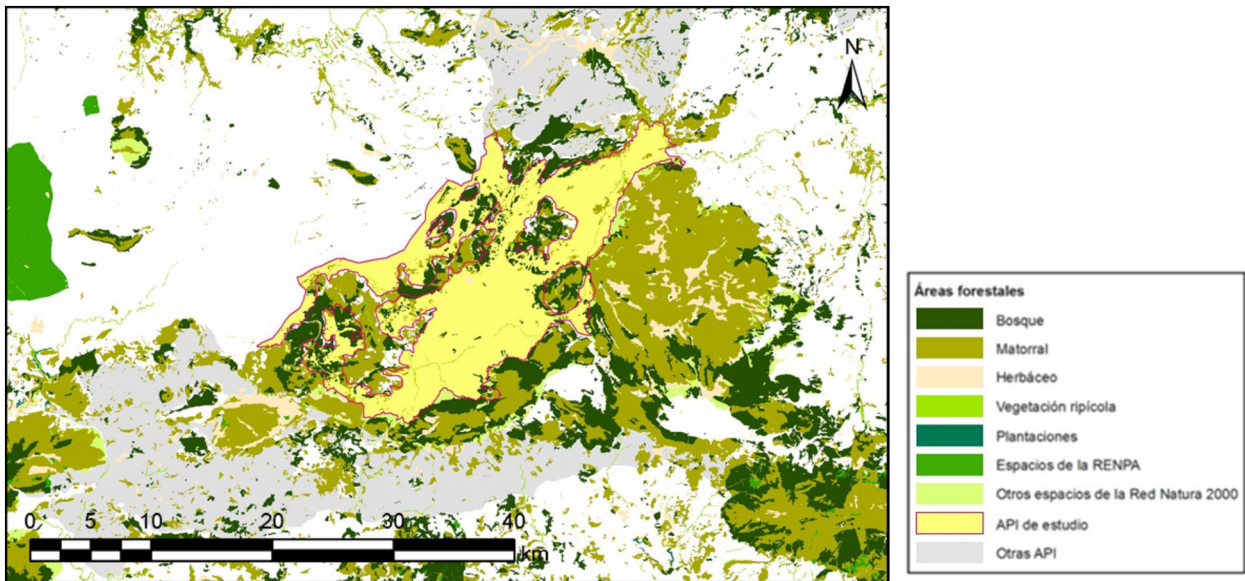 N
0 5 10 20 30 40
km
Áreas forestales
Bosque
Matorral
Herbáceo
Vegetación ripícola
Plantaciones
Espacios de la RENPA
Otros espacios de la Red Natura 2000
API de estudio
Otras API